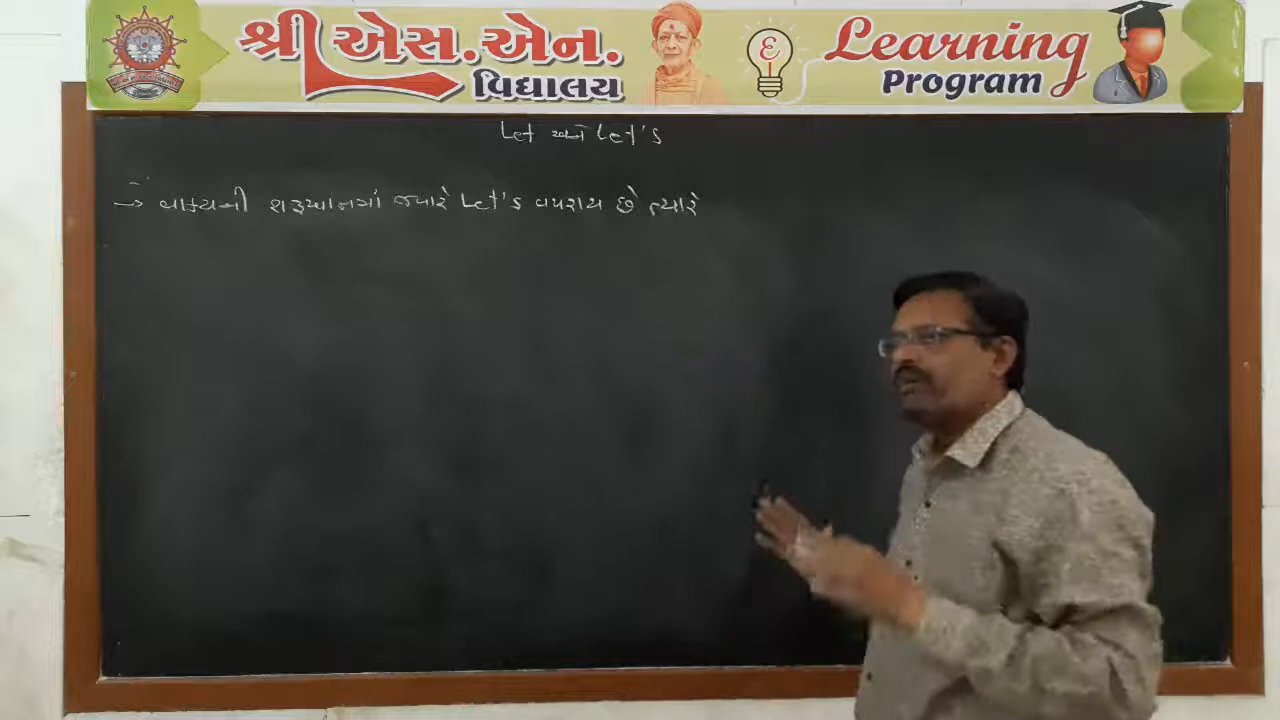 શ્રી એસ.એન.
વિદ્યાલય
Learning
Program
Let અને Let's
→ વાક્યની શરૂઆતમાં જ્યારે Let's વપરાય છે ત્યારે